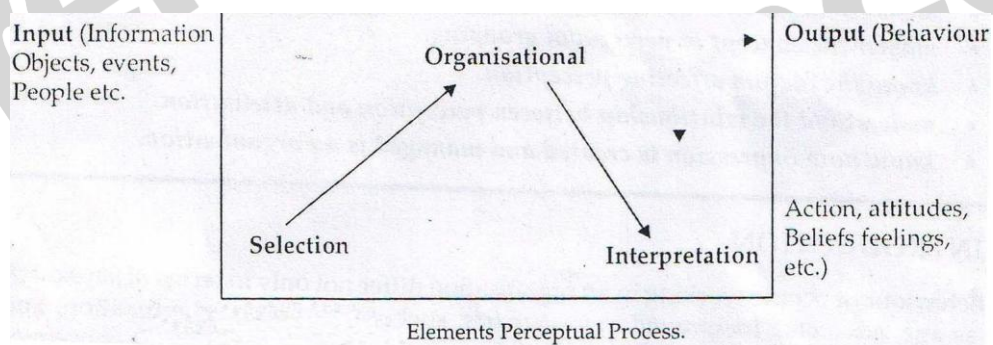 Input (Information
Objects, events,
People etc.
Organisational
Output (Behaviour
Selection
Interpretation
Action, attitudes,
Beliefs feelings,
etc.)
Elements Perceptual Process.